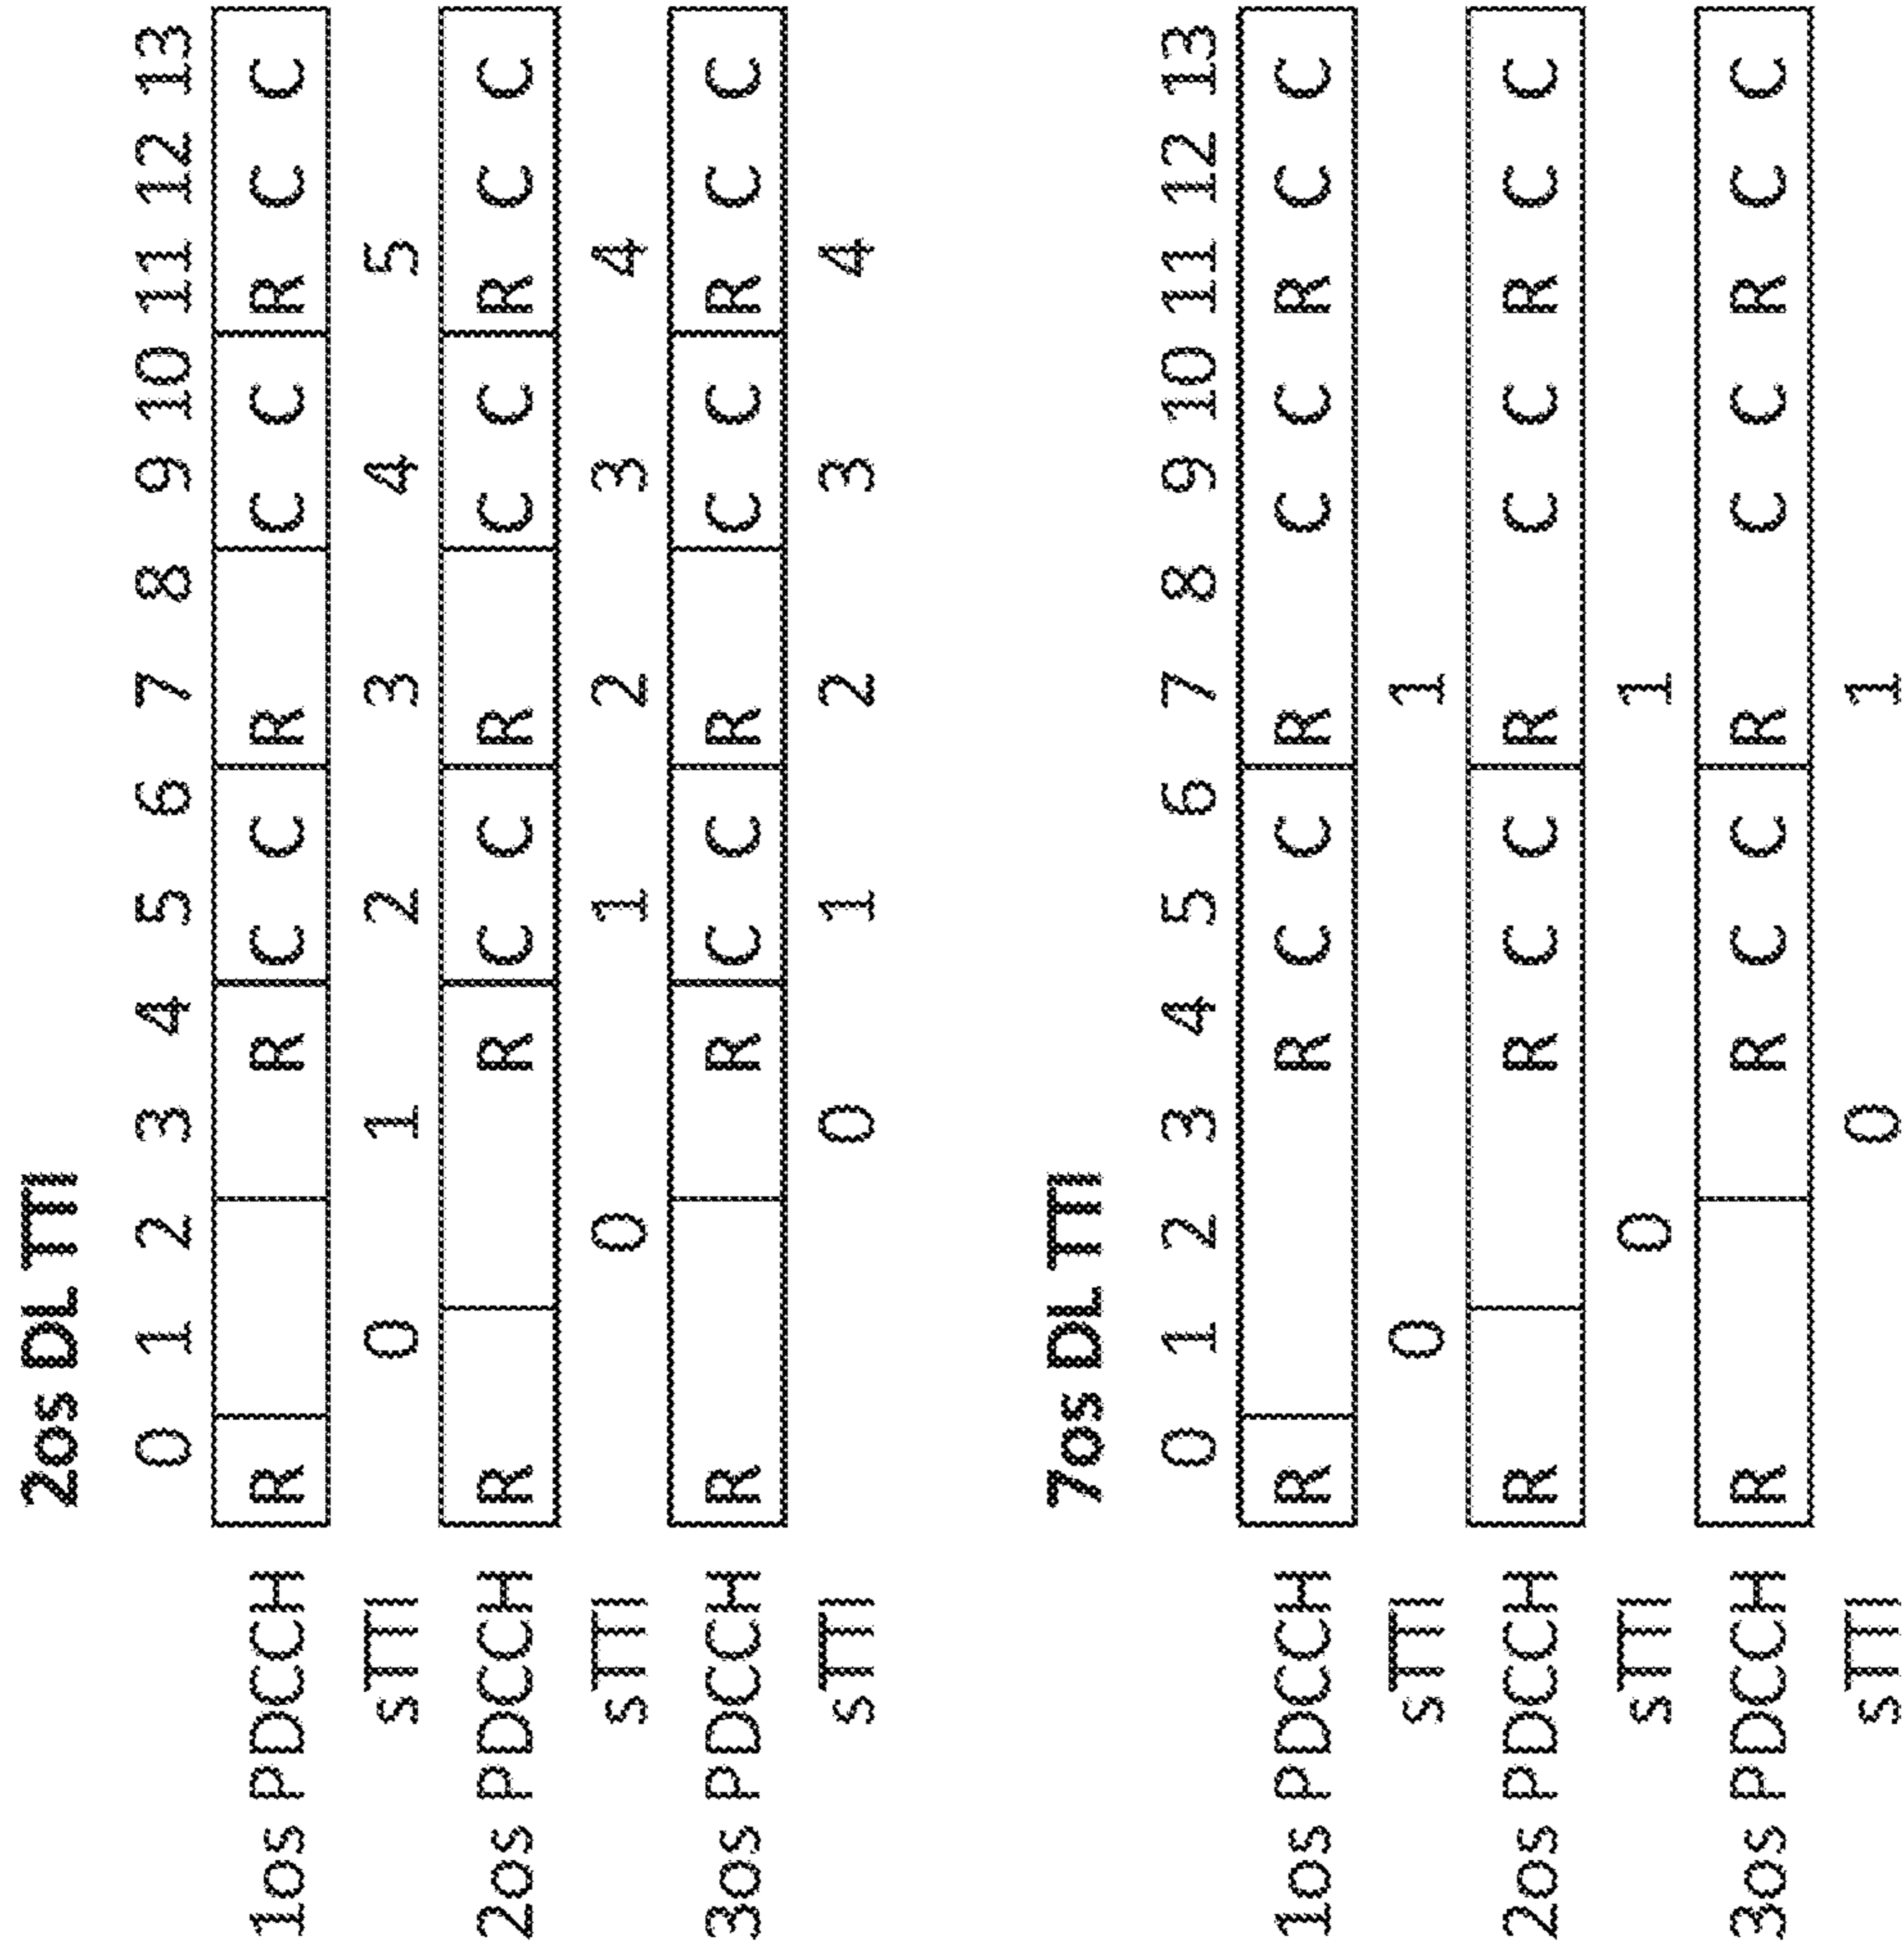 2os DL TTI
0 1 2 3 4 5 6 7 8 9 10 11 12 13
1os PDCCH R R C C R C C R C C
sTTI 0 1 2 3 4 5
2os PDCCH R R C C R C C R C C
sTTI 0 1 2 3 4
3os PDCCH R R C C R C C R C C
sTTI 0 1 2 3 4
7os DL TTI
0 1 2 3 4 5 6 7 8 9 10 11 12 13
1os PDCCH R R C C R C C R C C
sTTI 0 1
2os PDCCH R R C C R C C R C C
sTTI 0 1
3os PDCCH R R C C R C C R C C
sTTI 0 1